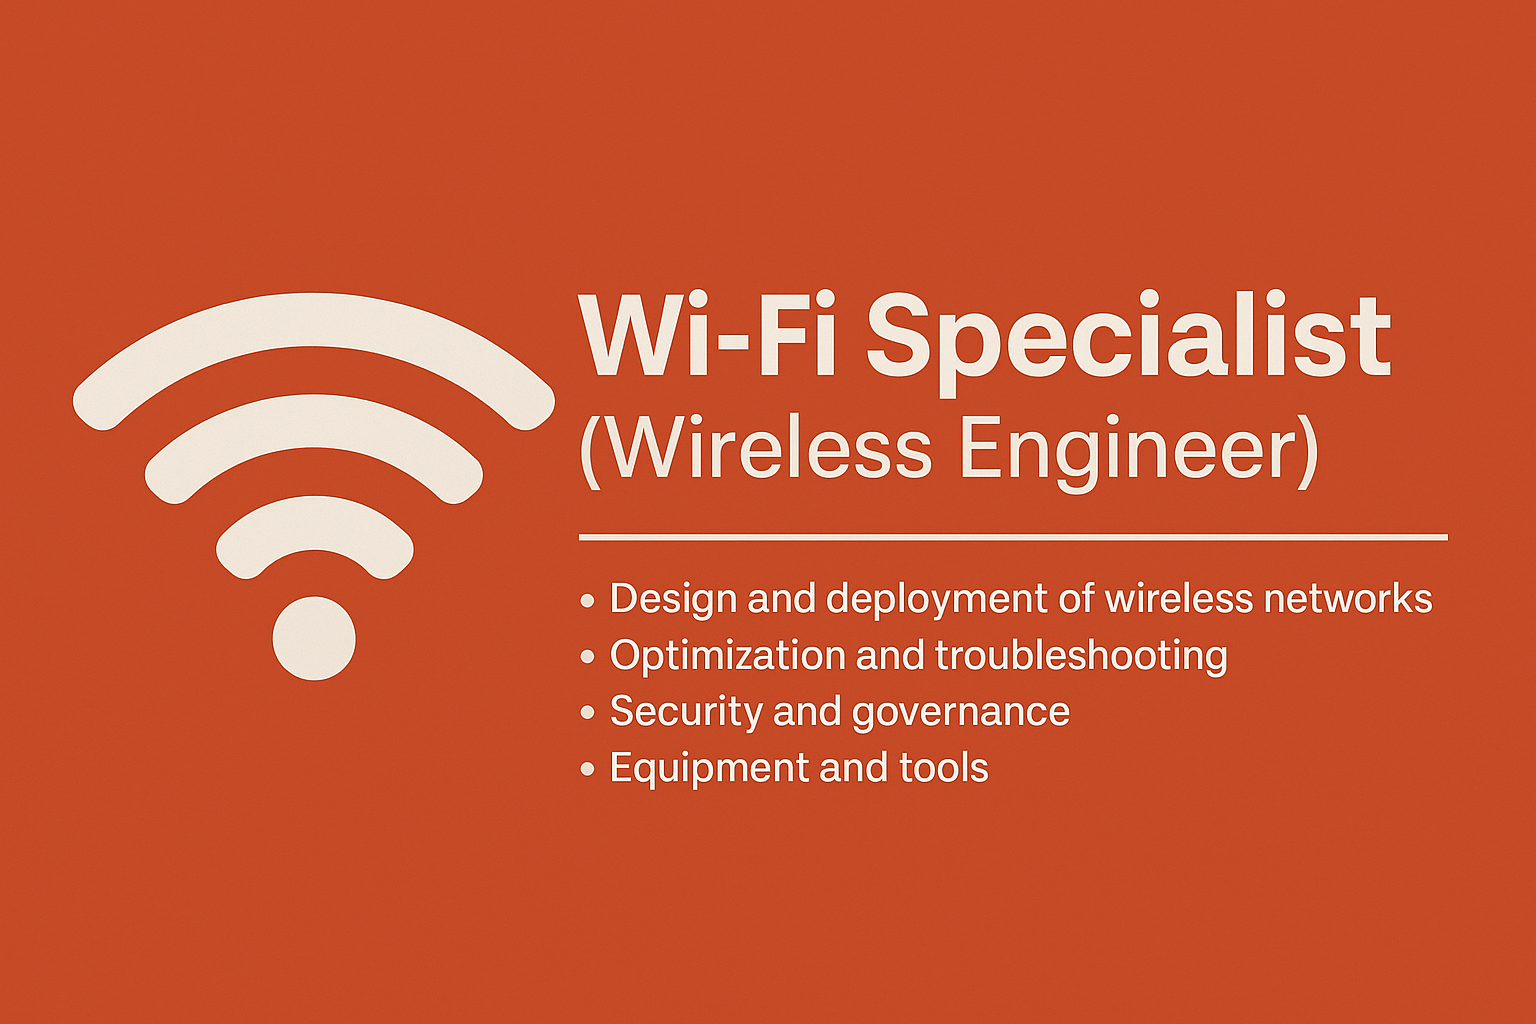 Wi-Fi Specialist
(Wireless Engineer)
• Design and deployment of wireless networks
• Optimization and troubleshooting
• Security and governance
• Equipment and tools